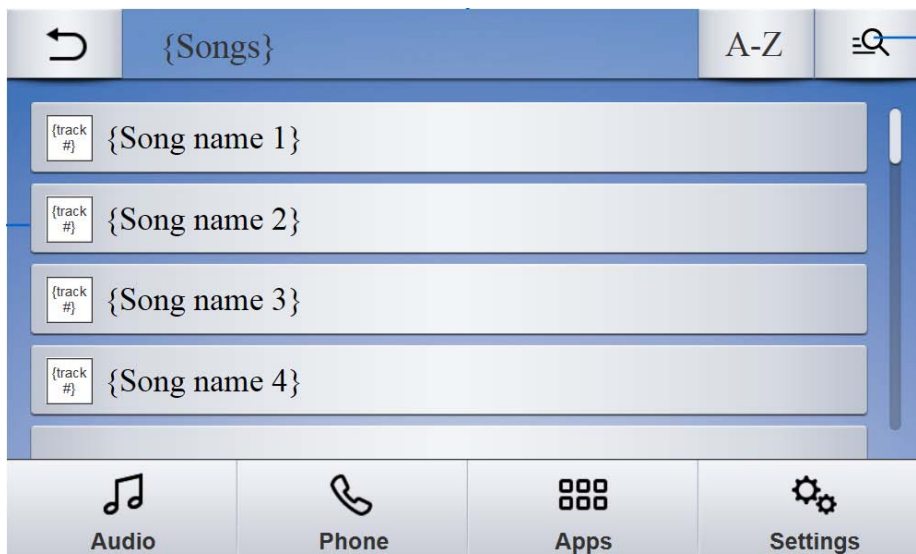 {Songs}
A-Z
{track
#}
{Song name 1}
{track
#}
{Song name 2}
{track
#}
{Song name 3}
{track
#}
{Song name 4}
Audio
Phone
Apps
Settings